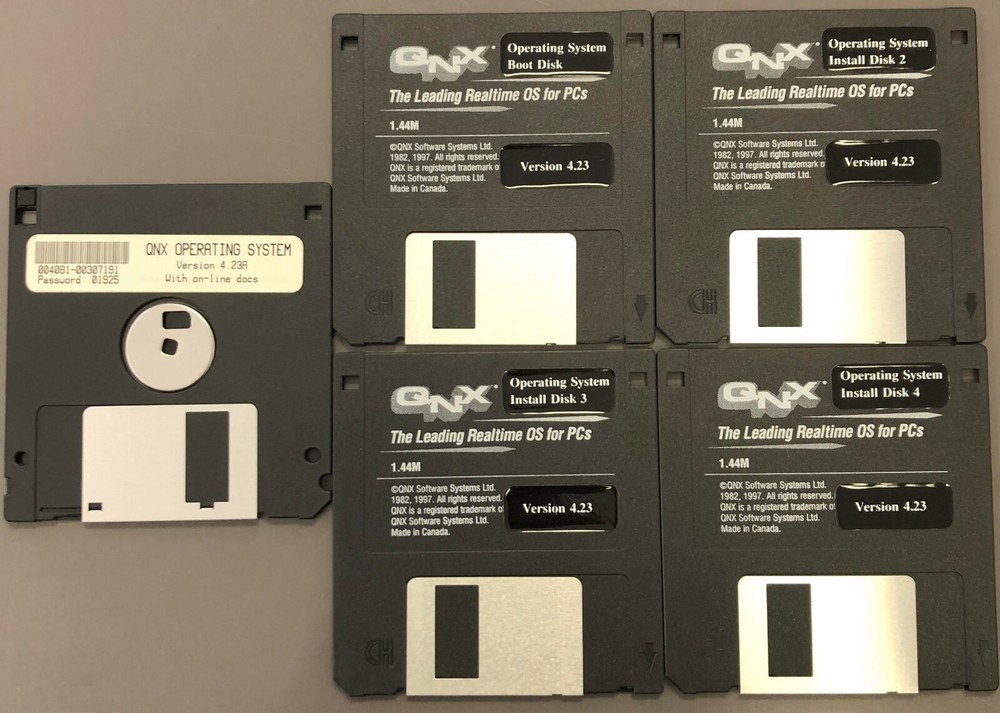 QNX OPERATING SYSTEM
Version 4.23A
With on-line docs
004081-00307191
Password 01925
QNX
Operating System
Boot Disk
The Leading Realtime OS for PCs
1.44M
©QNX Software Systems Ltd.
1982, 1997. All rights reserved.
QNX is a registered trademark of
QNX Software Systems Ltd.
Made in Canada.
Version 4.23
QNX
Operating System
Install Disk 2
The Leading Realtime OS for PCs
1.44M
©QNX Software Systems Ltd.
1982, 1997. All rights reserved.
QNX is a registered trademark of
QNX Software Systems Ltd.
Made in Canada.
Version 4.23
QNX
Operating System
Install Disk 3
The Leading Realtime OS for PCs
1.44M
©QNX Software Systems Ltd.
1982, 1997. All rights reserved.
QNX is a registered trademark of
QNX Software Systems Ltd.
Made in Canada.
Version 4.23
QNX
Operating System
Install Disk 4
The Leading Realtime OS for PCs
1.44M
©QNX Software Systems Ltd.
1982, 1997. All rights reserved.
QNX is a registered trademark of
QNX Software Systems Ltd.
Made in Canada.
Version 4.23